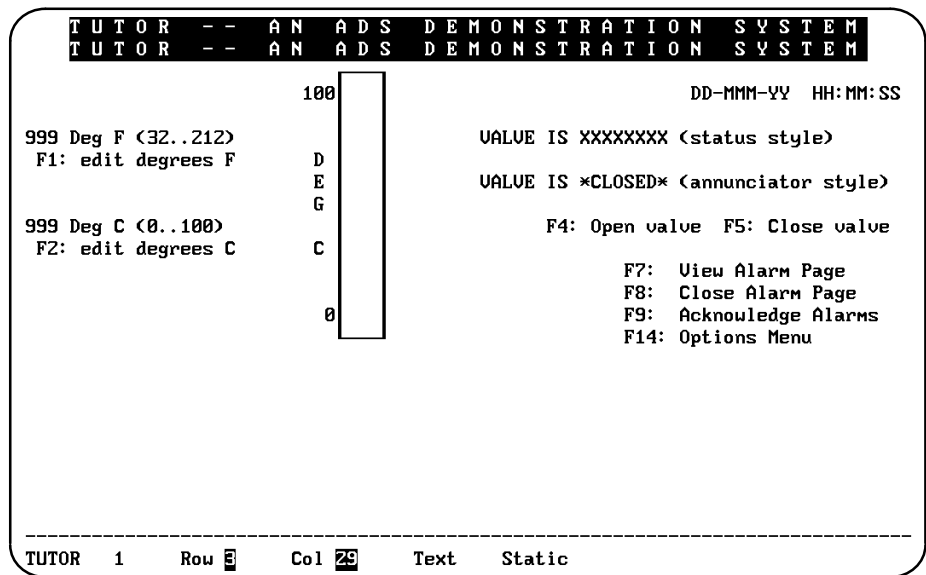 T U T O R - - A N A D S D E M O N S T R A T I O N S Y S T E M
T U T O R - - A N A D S D E M O N S T R A T I O N S Y S T E M
100 DD-MMM-YY HH:MM:SS
999 Deg F (32..212) VALUE IS XXXXXXXX (status style)
F1: edit degrees F D
E VALUE IS *CLOSED* (annunciator style)
G
999 Deg C (0..100) F4: Open value F5: Close value
F2: edit degrees C C
F7: View Alarm Page
F8: Close Alarm Page
0 F9: Acknowledge Alarms
F14: Options Menu
TUTOR 1 Row 3 Col 29 Text Static